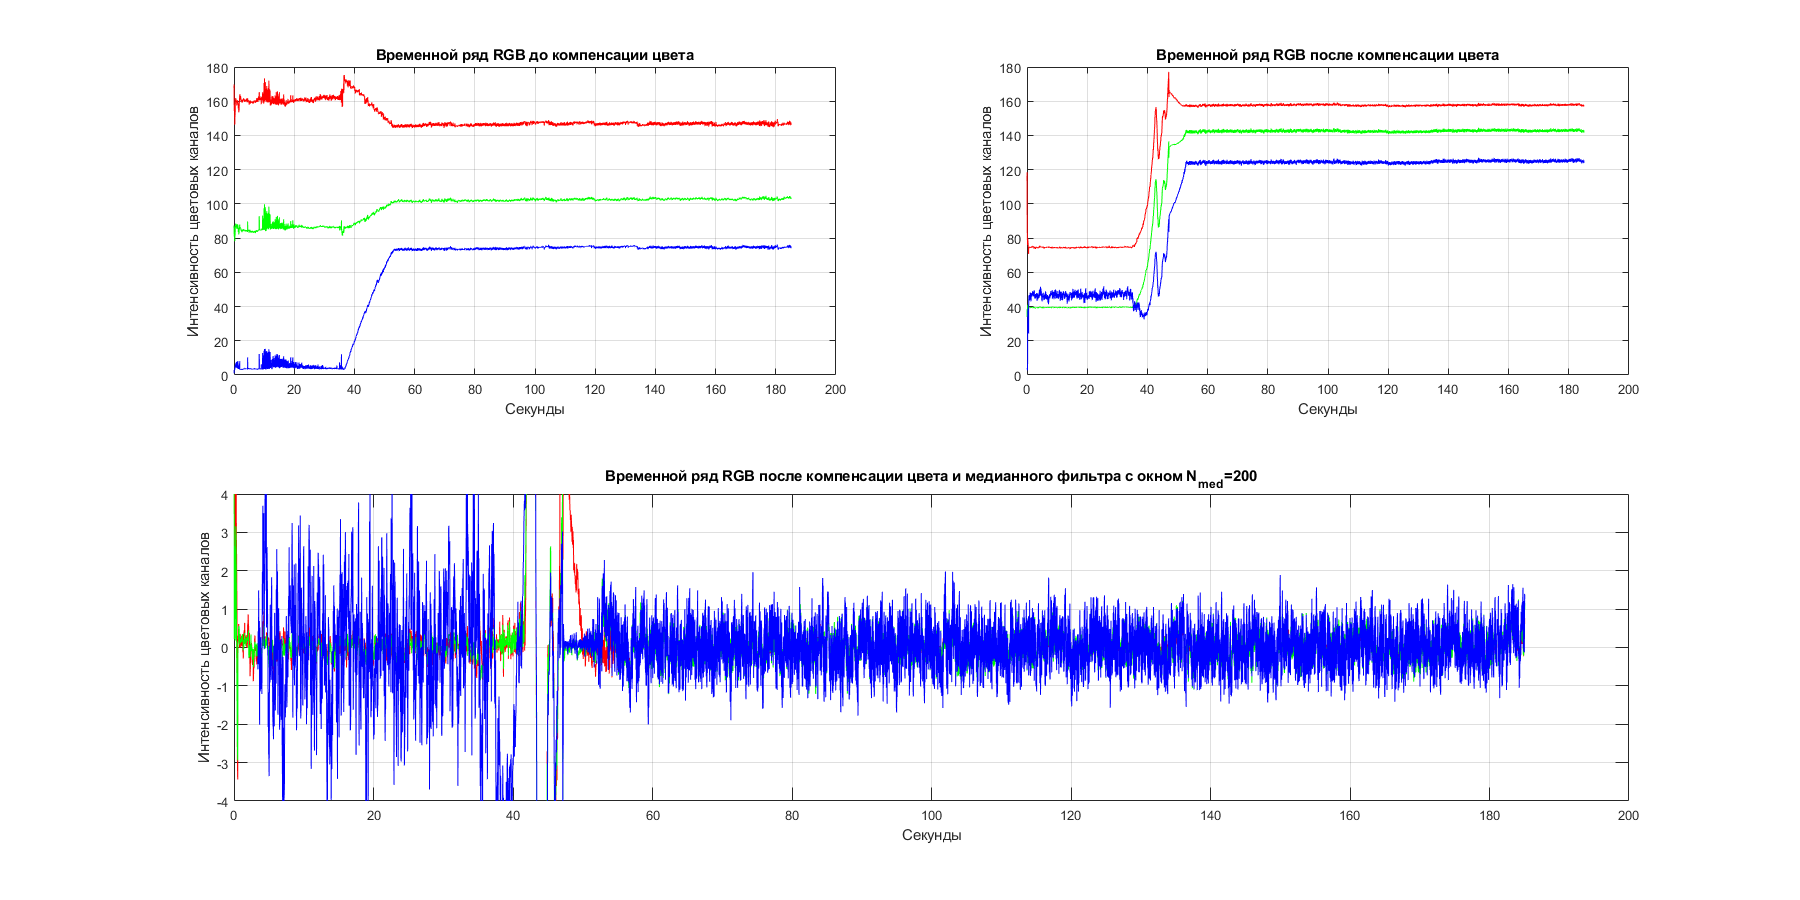 Временной ряд RGB до компенсации цвета
180
160
140
120
100
80
60
40
20
0
Интенсивность цветовых каналов
0 20 40 60 80 100 120 140 160 180 200
Секунды
Временной ряд RGB после компенсации цвета
180
160
140
120
100
80
60
40
20
0
Интенсивность цветовых каналов
0 20 40 60 80 100 120 140 160 180 200
Секунды
Временной ряд RGB после компенсации цвета и медианного фильтра с окном N_med=200
4
3
2
1
0
-1
-2
-3
-4
Интенсивность цветовых каналов
0 20 40 60 80 100 120 140 160 180 200
Секунды